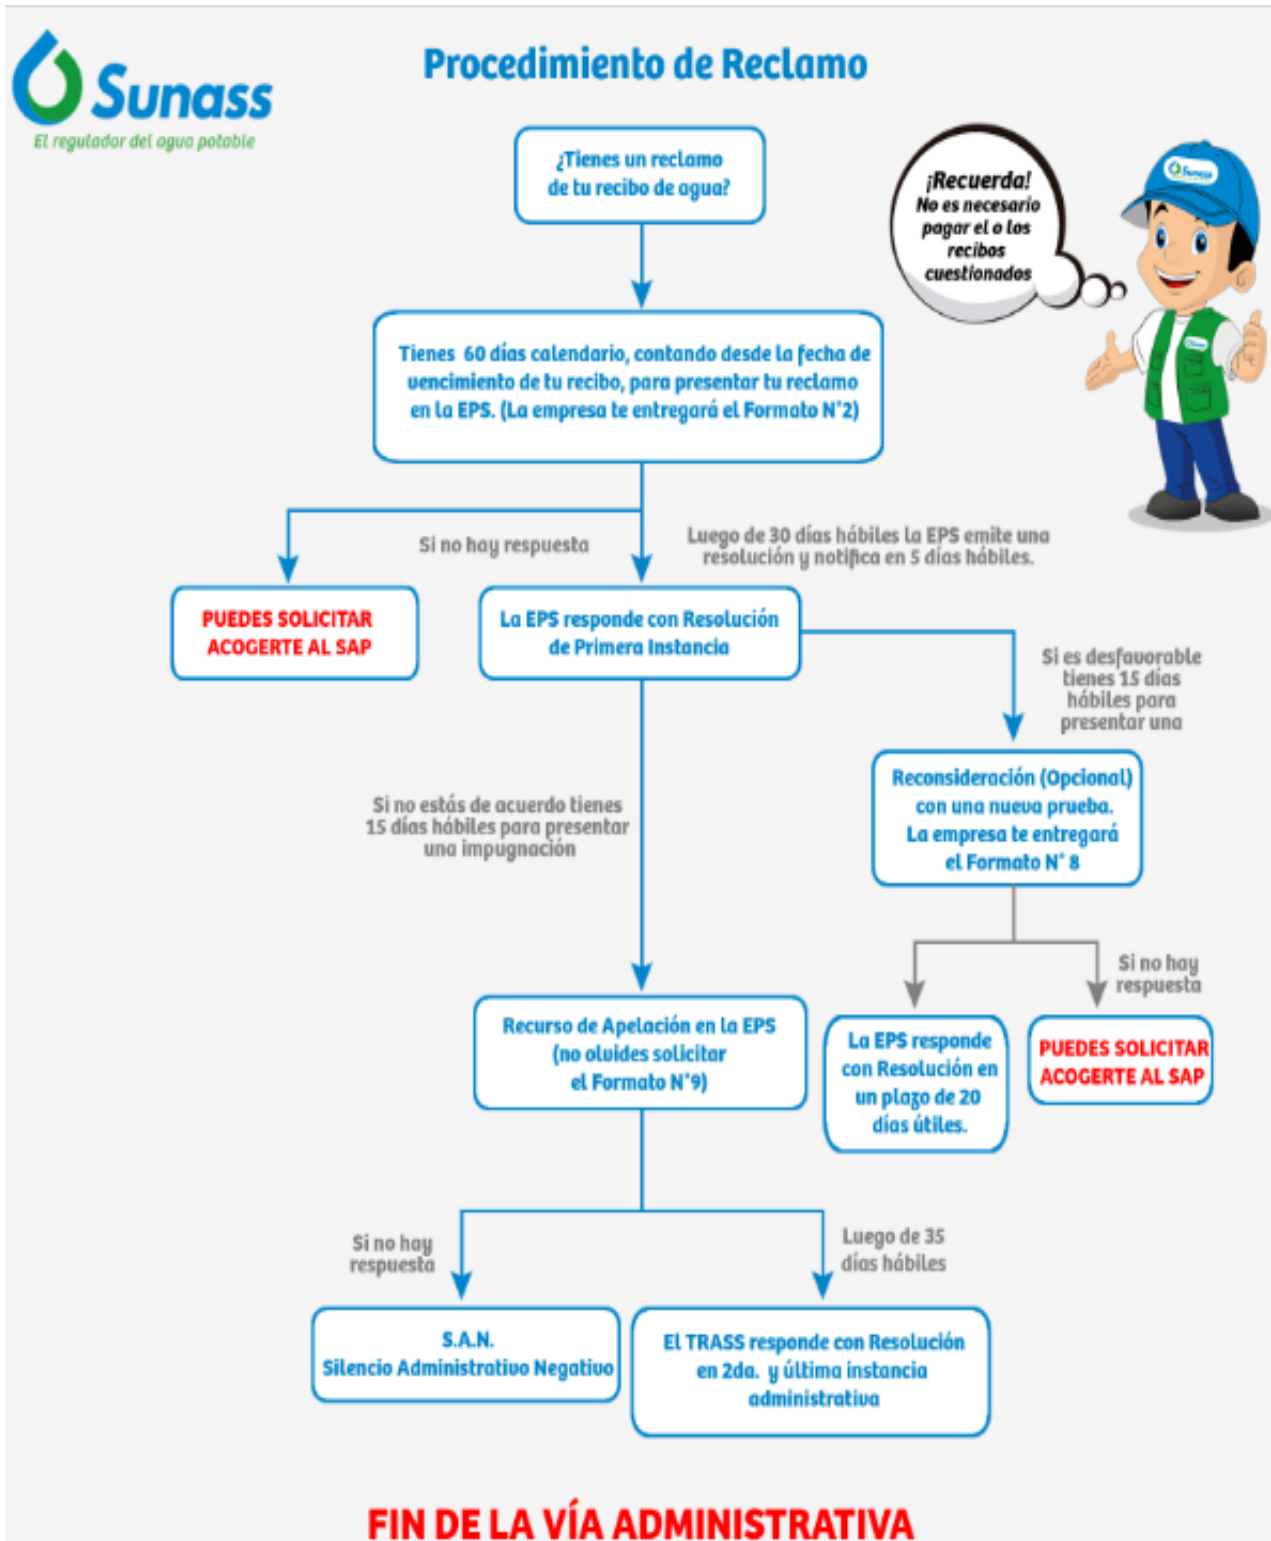 Sunass
El regulador del agua potable
Procedimiento de Reclamo
¿Tienes un reclamo
de tu recibo de agua?
¡Recuerda!
No es necesario
pagar el o los
recibos
cuestionados
Sunass
Tienes 60 días calendario, contando desde la fecha de
vencimiento de tu recibo, para presentar tu reclamo
en la EPS. (La empresa te entregará el Formato N°2)
Si no hay respuesta
Luego de 30 días hábiles la EPS emite una
resolución y notifica en 5 días hábiles.
PUEDES SOLICITAR
ACOGERTE AL SAP
La EPS responde con Resolución
de Primera Instancia
Si es desfavorable
tienes 15 días
hábiles para
presentar una
Reconsideración (Opcional)
con una nueva prueba.
La empresa te entregará
el Formato N° 8
Si no estás de acuerdo tienes
15 días hábiles para presentar
una impugnación
Si no hay
respuesta
Recurso de Apelación en la EPS
(no olvides solicitar
el Formato N°9)
La EPS responde
con Resolución en
un plazo de 20
días útiles.
PUEDES SOLICITAR
ACOGERTE AL SAP
Si no hay
respuesta
Luego de 35
días hábiles
S.A.N.
Silencio Administrativo Negativo
El TRASS responde con Resolución
en 2da. y última instancia
administrativa
FIN DE LA VÍA ADMINISTRATIVA